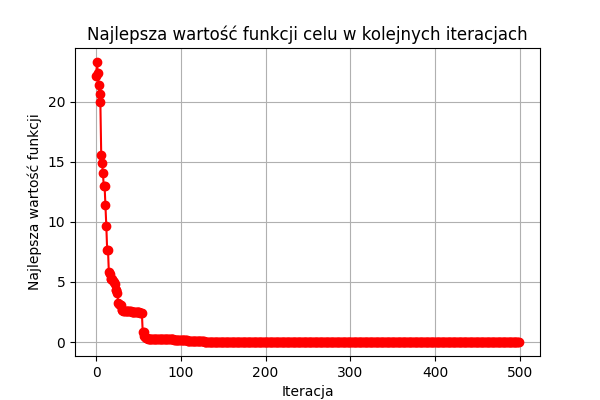 Najlepsza wartość funkcji celu w kolejnych iteracjach
Najlepsza wartość funkcji
20
15
10
5
0
0 100 200 300 400 500
Iteracja